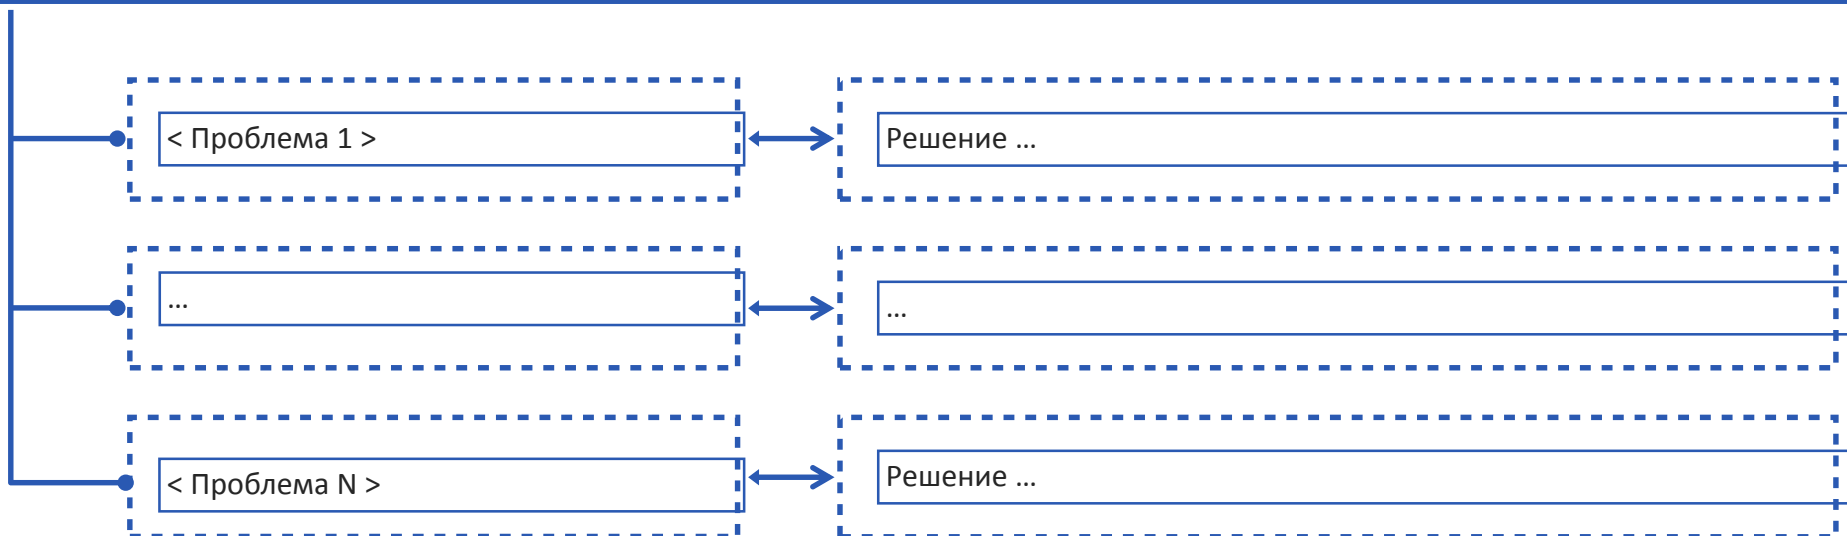 < Проблема 1 >
Решение …
…
…
< Проблема N >
Решение …